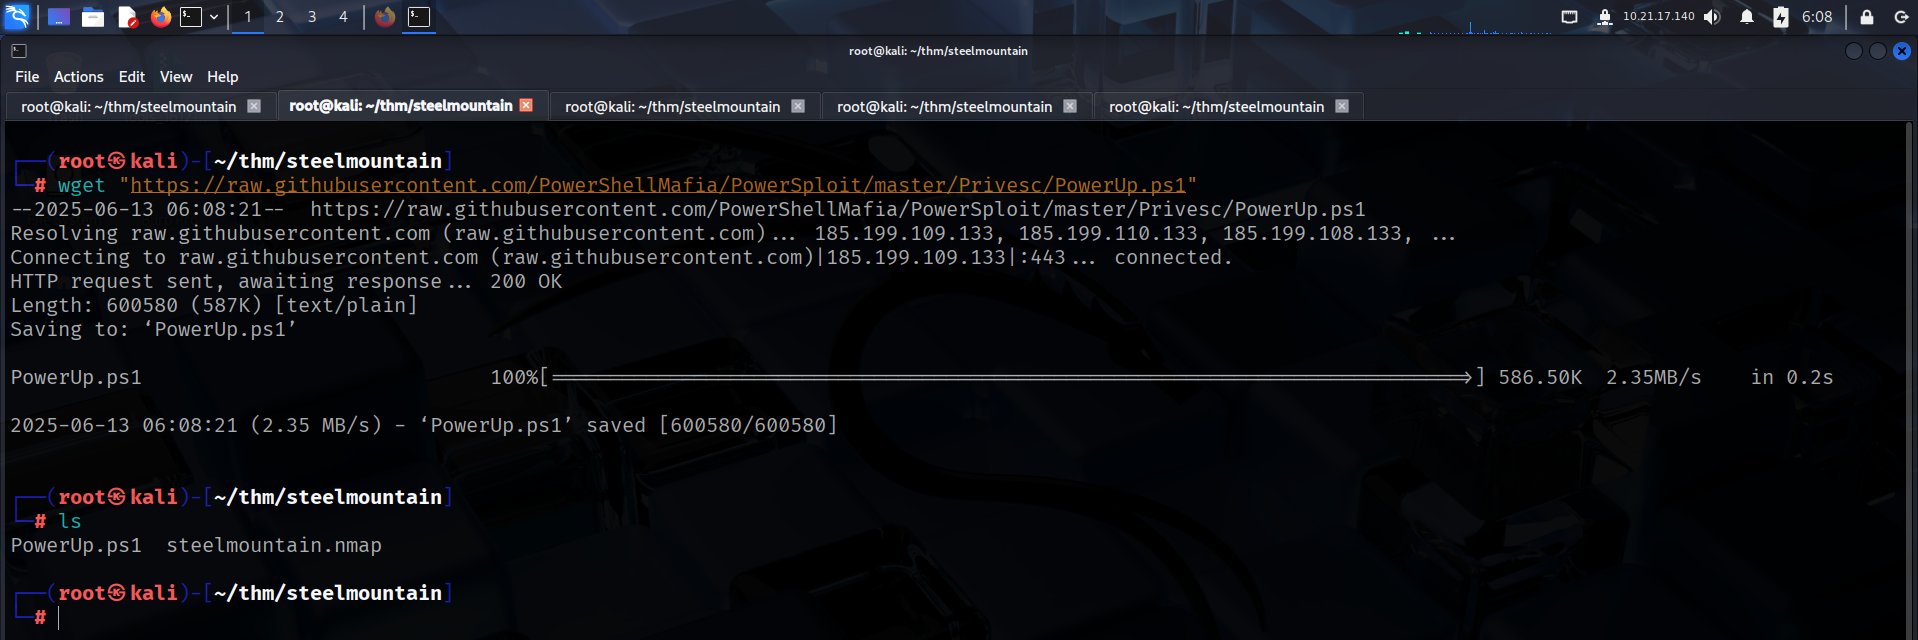 1 2 3 4 10.21.17.140 6:08
root@kali: ~/thm/steelmountain
File Actions Edit View Help
root@kali: ~/thm/steelmountain root@kali: ~/thm/steelmountain root@kali: ~/thm/steelmountain root@kali: ~/thm/steelmountain root@kali: ~/thm/steelmountain
┌──(root㉿kali)-[~/thm/steelmountain]
└─# wget "https://raw.githubusercontent.com/PowerShellMafia/PowerSploit/master/Privesc/PowerUp.ps1"
--2025-06-13 06:08:21--  https://raw.githubusercontent.com/PowerShellMafia/PowerSploit/master/Privesc/PowerUp.ps1
Resolving raw.githubusercontent.com (raw.githubusercontent.com)... 185.199.109.133, 185.199.110.133, 185.199.108.133, ...
Connecting to raw.githubusercontent.com (raw.githubusercontent.com)|185.199.109.133|:443... connected.
HTTP request sent, awaiting response... 200 OK
Length: 600580 (587K) [text/plain]
Saving to: ‘PowerUp.ps1’
PowerUp.ps1 100%[===================>] 586.50K 2.35MB/s in 0.2s
2025-06-13 06:08:21 (2.35 MB/s) - ‘PowerUp.ps1’ saved [600580/600580]
┌──(root㉿kali)-[~/thm/steelmountain]
└─# ls
PowerUp.ps1  steelmountain.nmap
┌──(root㉿kali)-[~/thm/steelmountain]
└─#